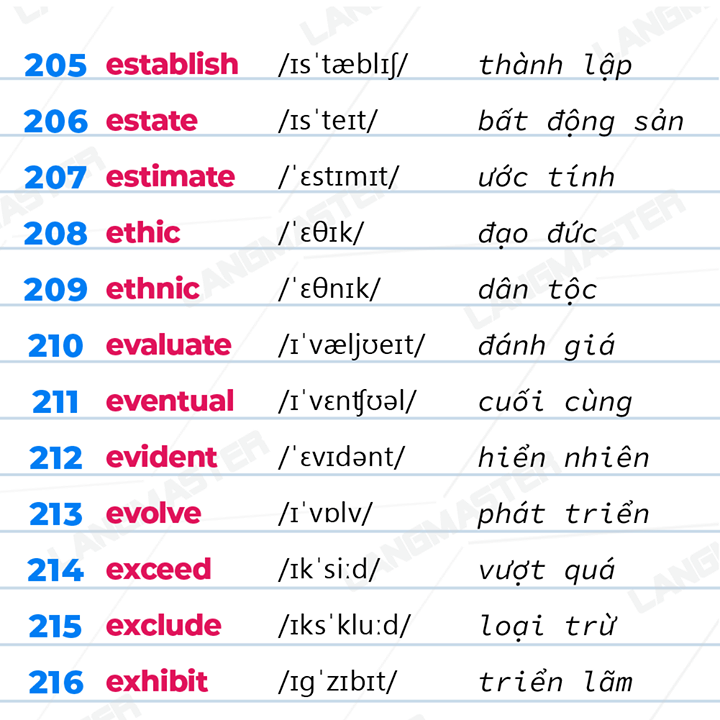 205 establish /ɪsˈtæblɪʃ/ thành lập
206 estate /ɪsˈteɪt/ bất động sản
207 estimate /ˈɛstɪmɪt/ ước tính
208 ethic /ˈɛθɪk/ đạo đức
209 ethnic /ˈɛθnɪk/ dân tộc
210 evaluate /ɪˈvæljʊeɪt/ đánh giá
211 eventual /ɪˈvɛnʧʊəl/ cuối cùng
212 evident /ˈɛvɪdənt/ hiển nhiên
213 evolve /ɪˈvɒlv/ phát triển
214 exceed /ɪkˈsiːd/ vượt quá
215 exclude /ɪksˈkluːd/ loại trừ
216 exhibit /ɪgˈzɪbɪt/ triển lãm
LANGMASTER